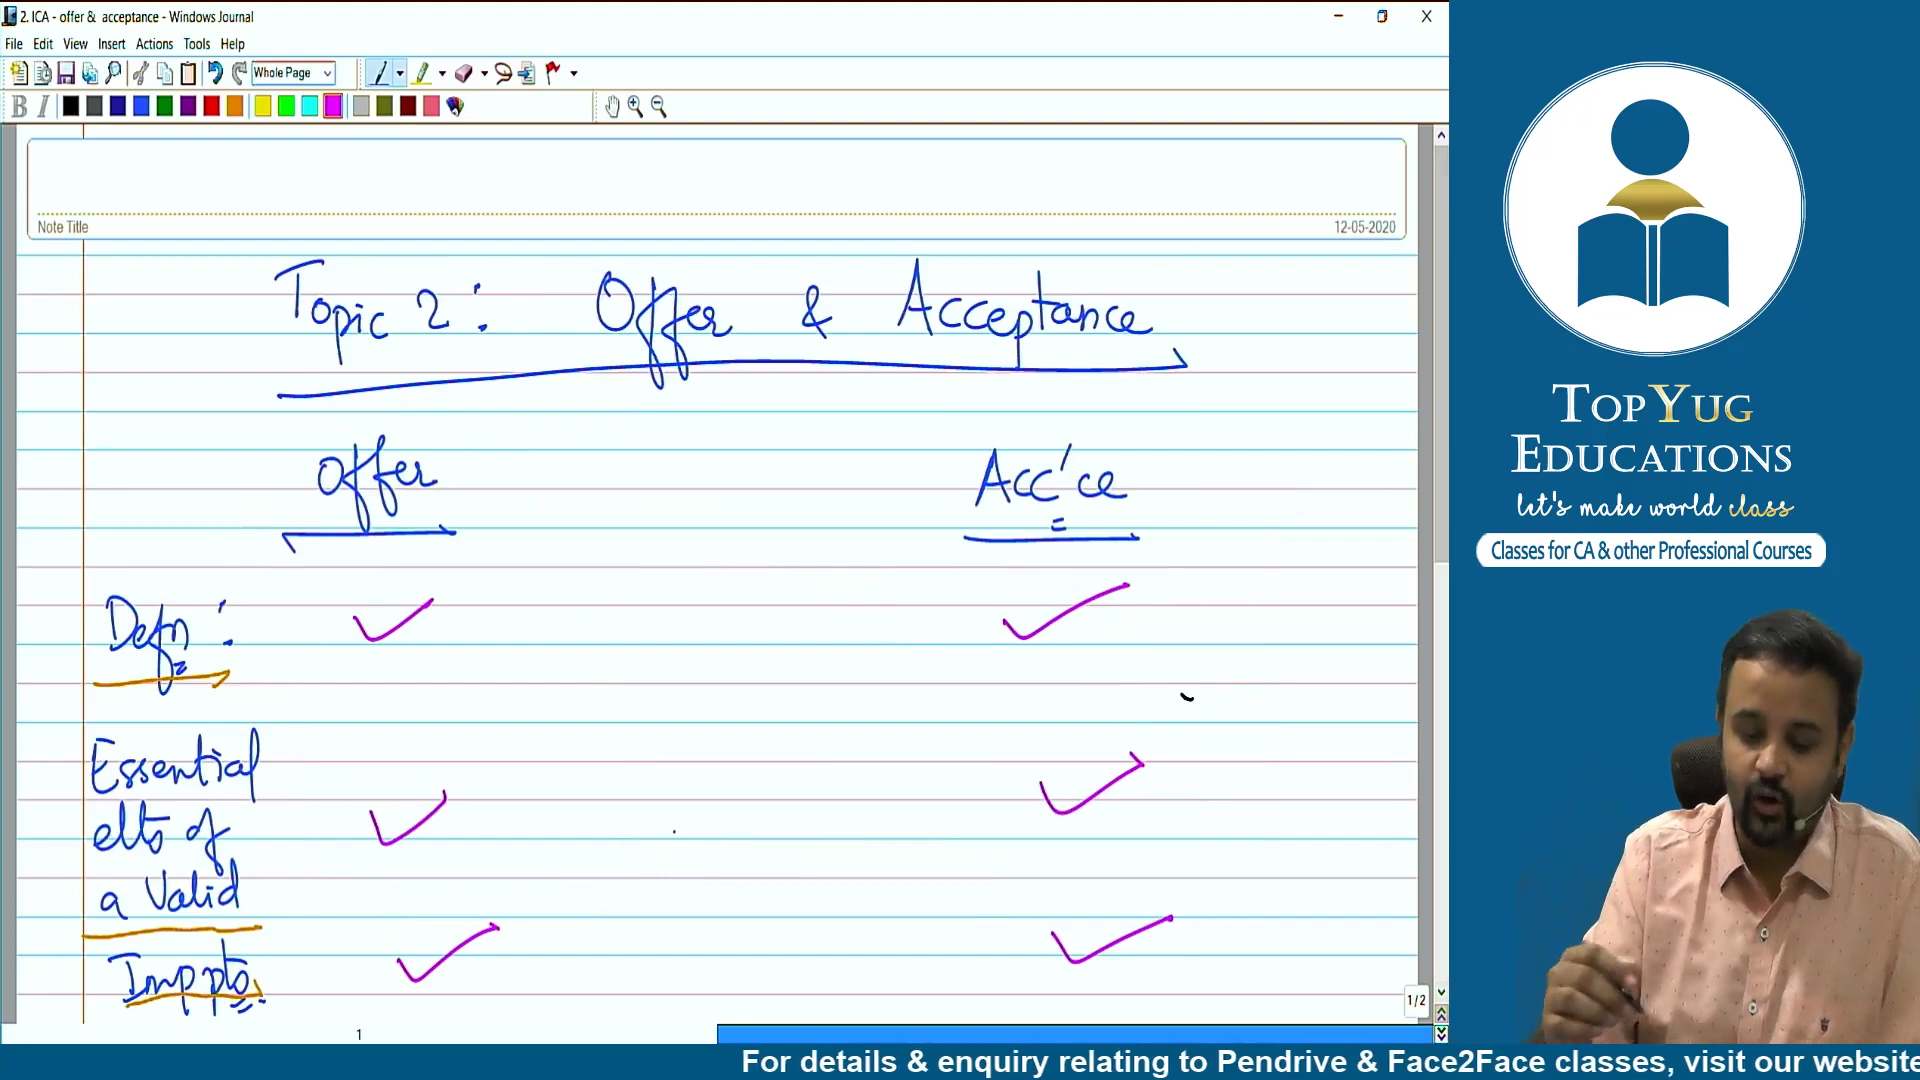 2. ICA - offer & acceptance - Windows Journal
File Edit View Insert Actions Tools Help
Whole Page
B I
Note Title
12-05-2020
Topic 2 : Offer & Acceptance
Offer
Acc'ce
Defn :
Essential
elts of
a Valid
Imp pts
1/2
1
TOPYUG
EDUCATIONS
let's make world class
Classes for CA & other Professional Courses
For details & enquiry relating to Pendrive & Face2Face classes, visit our website